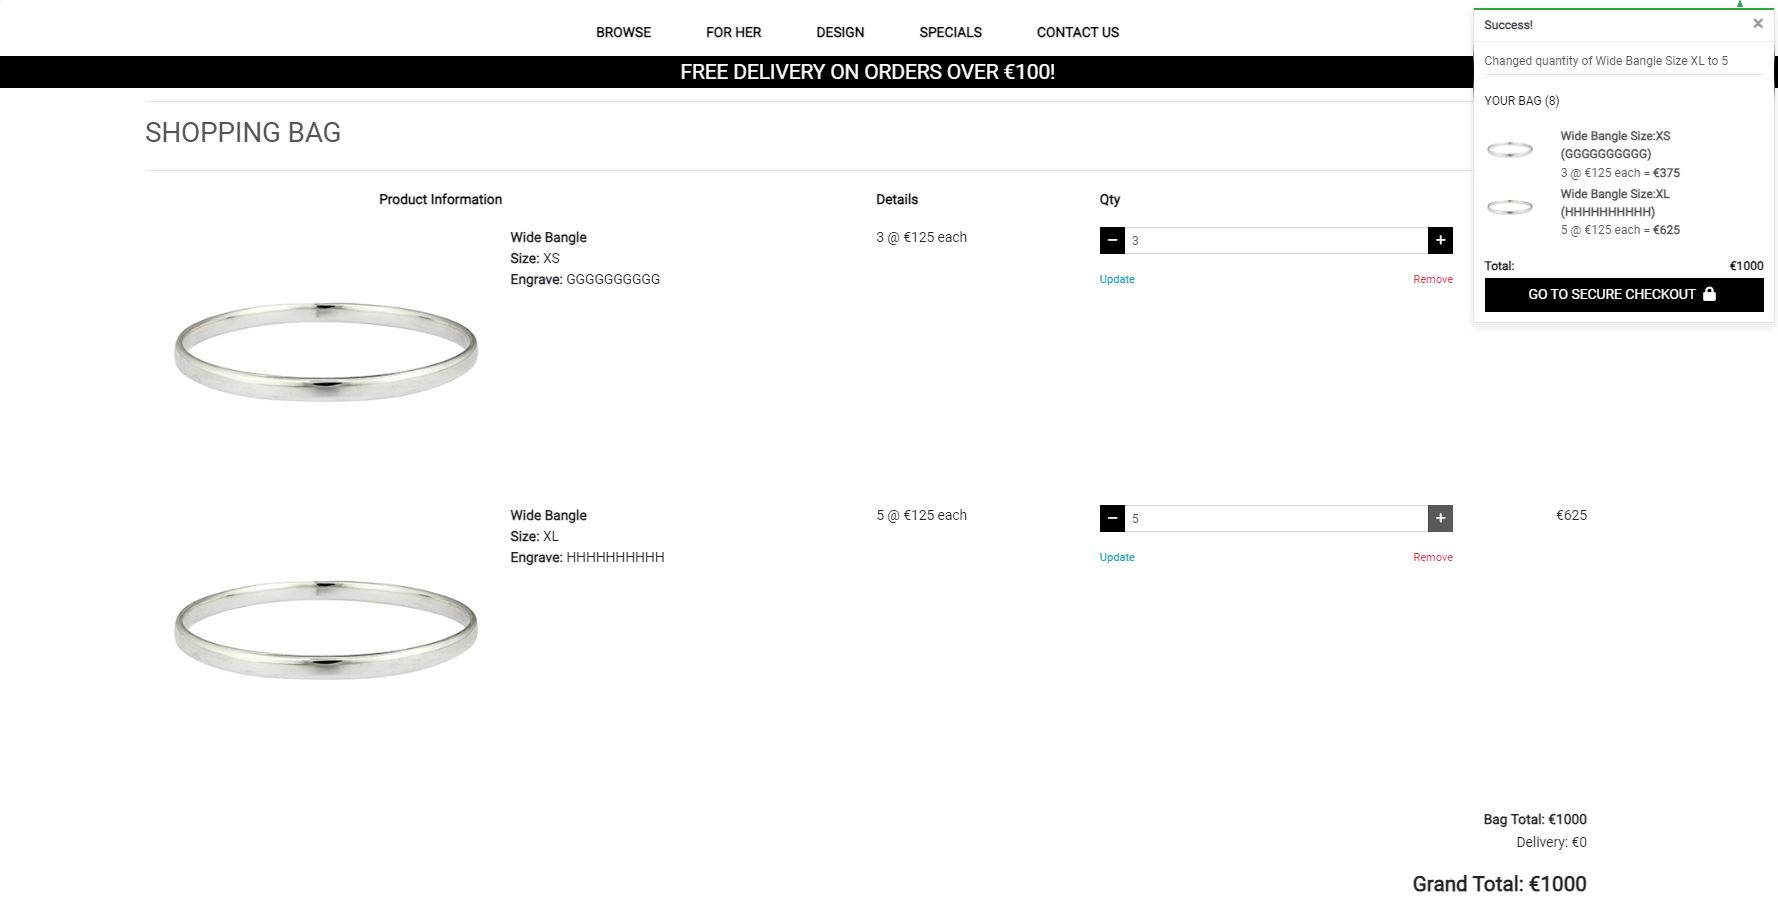 BROWSE FOR HER DESIGN SPECIALS CONTACT US
FREE DELIVERY ON ORDERS OVER €100!
SHOPPING BAG
Product Information Details Qty
Wide Bangle 3 @ €125 each − 3 +
Size: XS
Engrave: GGGGGGGGGG Update Remove
Wide Bangle 5 @ €125 each − 5 + €625
Size: XL
Engrave: HHHHHHHHHH Update Remove
Bag Total: €1000
Delivery: €0
Grand Total: €1000
Success! ×
Changed quantity of Wide Bangle Size XL to 5
YOUR BAG (8)
Wide Bangle Size:XS
(GGGGGGGGGG)
3 @ €125 each = €375
Wide Bangle Size:XL
(HHHHHHHHHH)
5 @ €125 each = €625
Total: €1000
GO TO SECURE CHECKOUT